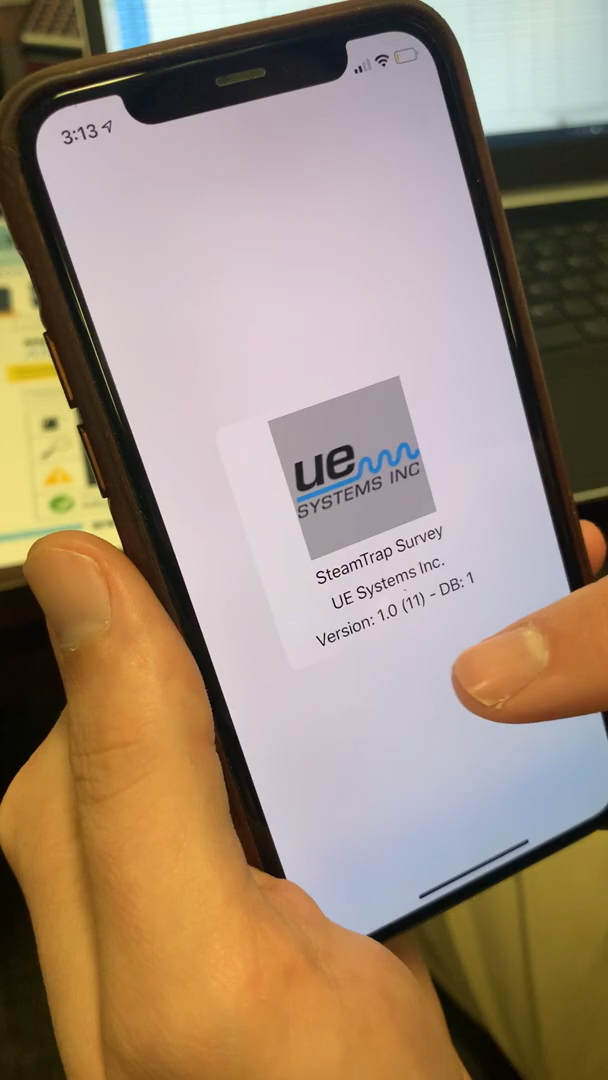 3:13
ue
SYSTEMS INC
SteamTrap Survey
UE Systems Inc.
Version: 1.0 (11) - DB: 1